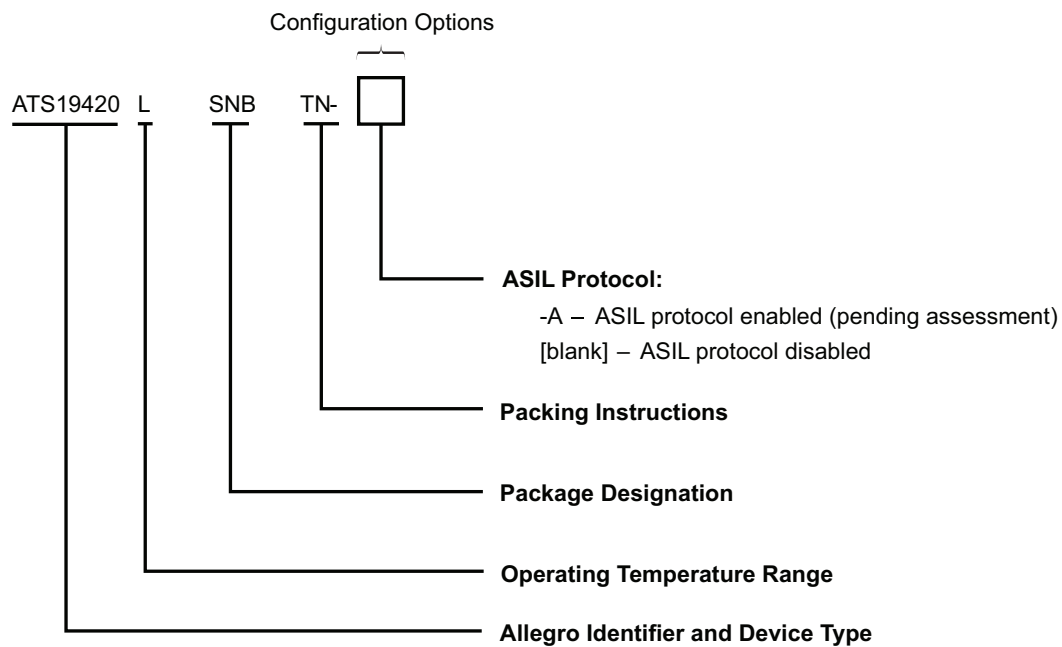 Configuration Options
ATS19420 L SNB TN-
ASIL Protocol:
-A – ASIL protocol enabled (pending assessment)
[blank] – ASIL protocol disabled
Packing Instructions
Package Designation
Operating Temperature Range
Allegro Identifier and Device Type